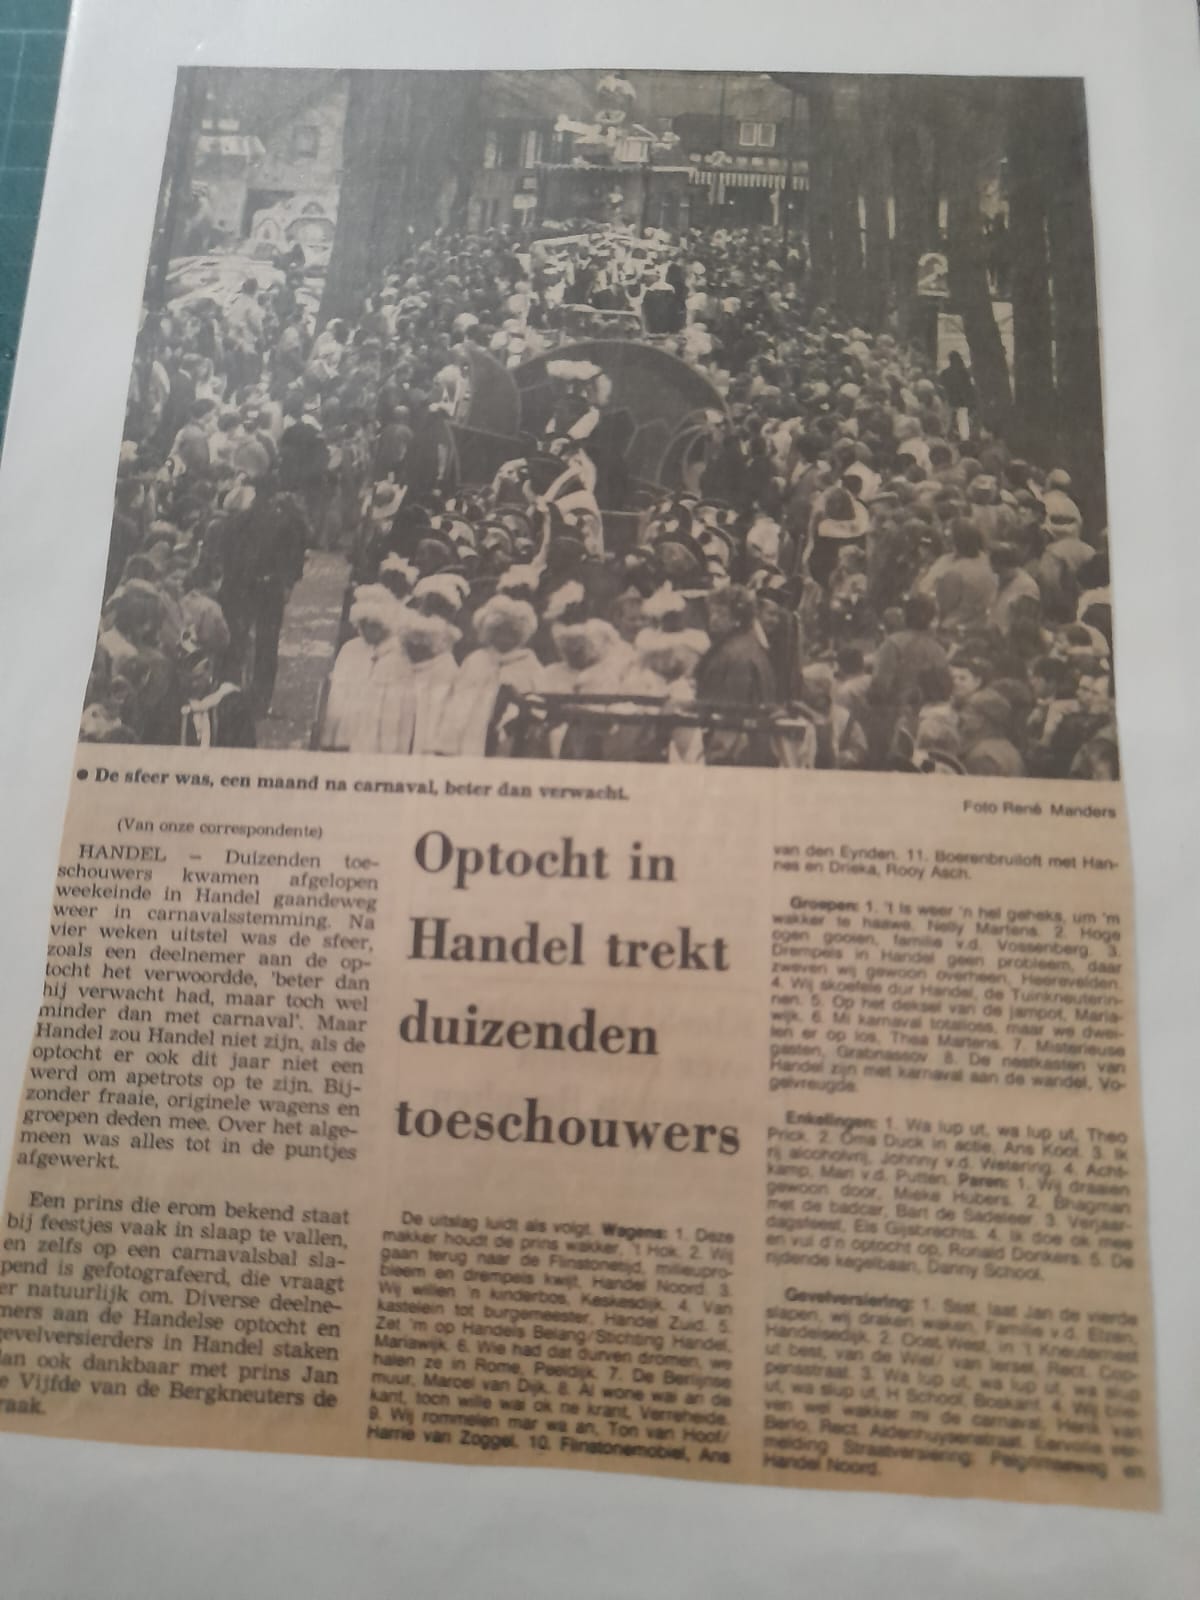 2
● De sfeer was, een maand na carnaval, beter dan verwacht.
Foto René Manders
(Van onze correspondente)
HANDEL – Duizenden toe-
schouwers kwamen afgelopen
weekeinde in Handel gaandeweg
weer in carnavalsstemming. Na
vier weken uitstel was de sfeer,
zoals een deelnemer aan de op-
tocht het verwoordde, 'beter dan
hij verwacht had, maar toch wel
minder dan met carnaval'. Maar
Handel zou Handel niet zijn, als de
optocht er ook dit jaar niet een
werd om apetrots op te zijn. Bij-
zonder fraaie, originele wagens en
groepen deden mee. Over het alge-
meen was alles tot in de puntjes
afgewerkt.
Een prins die erom bekend staat
bij feestjes vaak in slaap te vallen,
en zelfs op een carnavalsbal sla-
pend is gefotografeerd, die vraagt
er natuurlijk om. Diverse deelne-
mers aan de Handelse optocht en
gevelversierders in Handel staken
dan ook dankbaar met prins Jan
de Vijfde van de Bergkneuters de
raak.
Optocht in
Handel trekt
duizenden
toeschouwers
De uitslag luidt als volgt. Wagens: 1. Deze
makker houdt de prins wakker, 't Hok. 2. Wij
gaan terug naar de Flinstonetijd, milieupro-
bleem en drempels kwijt, Handel Noord. 3.
Wij willen 'n kinderbos, Keskesdijk. 4. Van
kastelein tot burgemeester, Handel Zuid. 5.
Zet 'm op Handels Belang/Stichting Handel,
Mariawijk. 6. Wie had dat durven dromen, we
halen ze in Rome, Peeldijk. 7. De Berlijnse
muur, Marcel van Dijk. 8. Al wone wai an de
kant, toch wille wai ok ne krant, Verreheide.
9. Wij rommelen mar wa an, Ton van Hoof/
Harrie van Zoggel. 10. Flinstonemobiel, Ans
van den Eynden. 11. Boerenbruiloft met Han-
nes en Drieka, Rooy Asch.
Groepen: 1. 't Is weer 'n hel geheks, um 'm
wakker te haawe, Nelly Martens. 2. Hoge
ogen gooien, familie v.d. Vossenberg. 3.
Drempels in Handel geen probleem, daar
zweven wij gewoon overheen, Heerevelden.
4. Wij skoefele dur Handel, de Tuinkneuterin-
nen. 5. Op het deksel van de jampot, Maria-
wijk. 6. Mi karnaval totalloss, maar we dwei-
len er op los, Thea Martens. 7. Misterieuse
gasten, Grabnassov. 8. De nestkasten van
Handel zijn met karnaval aan de wandel, Vo-
gelvreugde.
Enkelingen: 1. Wa lup ut, wa lup ut, Theo
Prick. 2. Oma Duck in actie, Ans Koot. 3. Ik
rij alcoholvrij, Johnny v.d. Wetering. 4. Acht-
kamp, Mari v.d. Putten. Paren: 1. Wij draaien
gewoon door, Mieke Hubers. 2. Bhagman
met de badcar, Bart de Sadeleer. 3. Verjaar-
dagsfeest, Els Gijsbrechts. 4. Ik doe ok mee
en vul d'n optocht op, Ronald Donkers. 5. De
rijdende kegelbaan, Danny School.
Gevelversiering: 1. Ssst, laat Jan de vierde
slapen, wij draken waken, Familie v.d. Elzen,
Handelsedijk. 2. Oost West, in 't Kneuternest
ut best, van de Wiel/ van Iersel, Rect. Cop-
pensstraat. 3. Wa lup ut, wa lup ut, wa slup
ut, wa slup ut, H School, Boskant. 4. Wij blie-
ven wel wakker mi de carnaval, Henk van
Berlo, Rect. Aldenhuysenstraat. Eervolle ver-
melding Straatversiering: Pelgrimsweg en
Handel Noord.